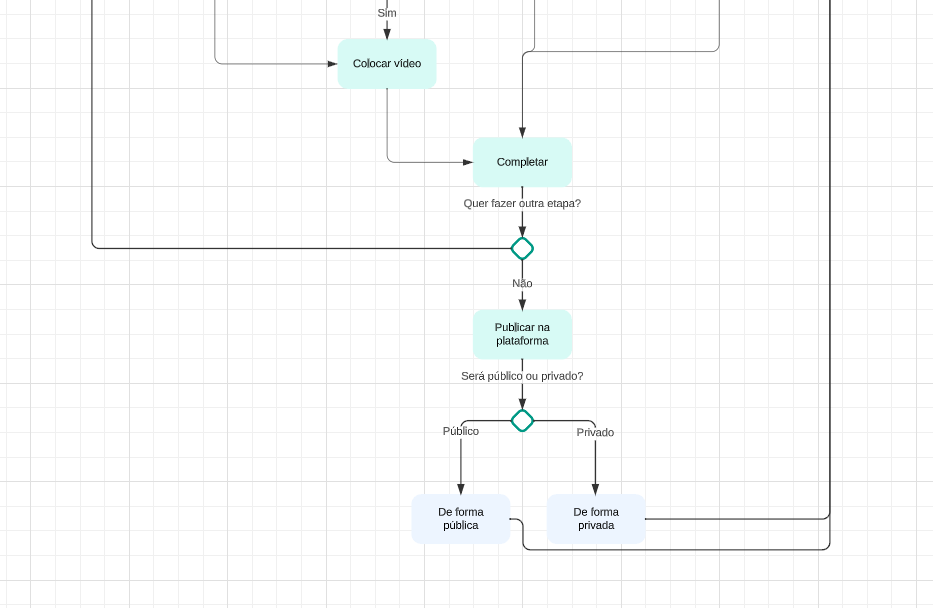 Sim
Colocar vídeo
Completar
Quer fazer outra etapa?
Não
Publicar na
plataforma
Será público ou privado?
Público
Privado
De forma
pública
De forma
privada